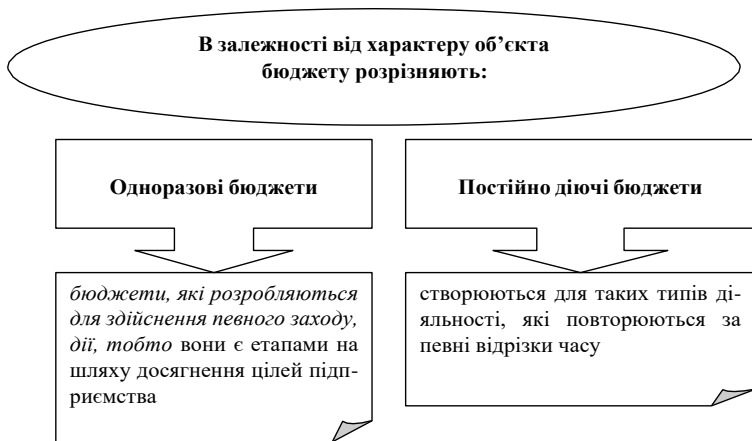 В залежності від характеру об’єкта
бюджету розрізняють:
Одноразові бюджети
Постійно діючі бюджети
бюджети, які розробляються
для здійснення певного заходу,
дії, тобто вони є етапами на
шляху досягнення цілей підп-
риємства
створюються для таких типів ді-
яльності, які повторюються за
певні відрізки часу